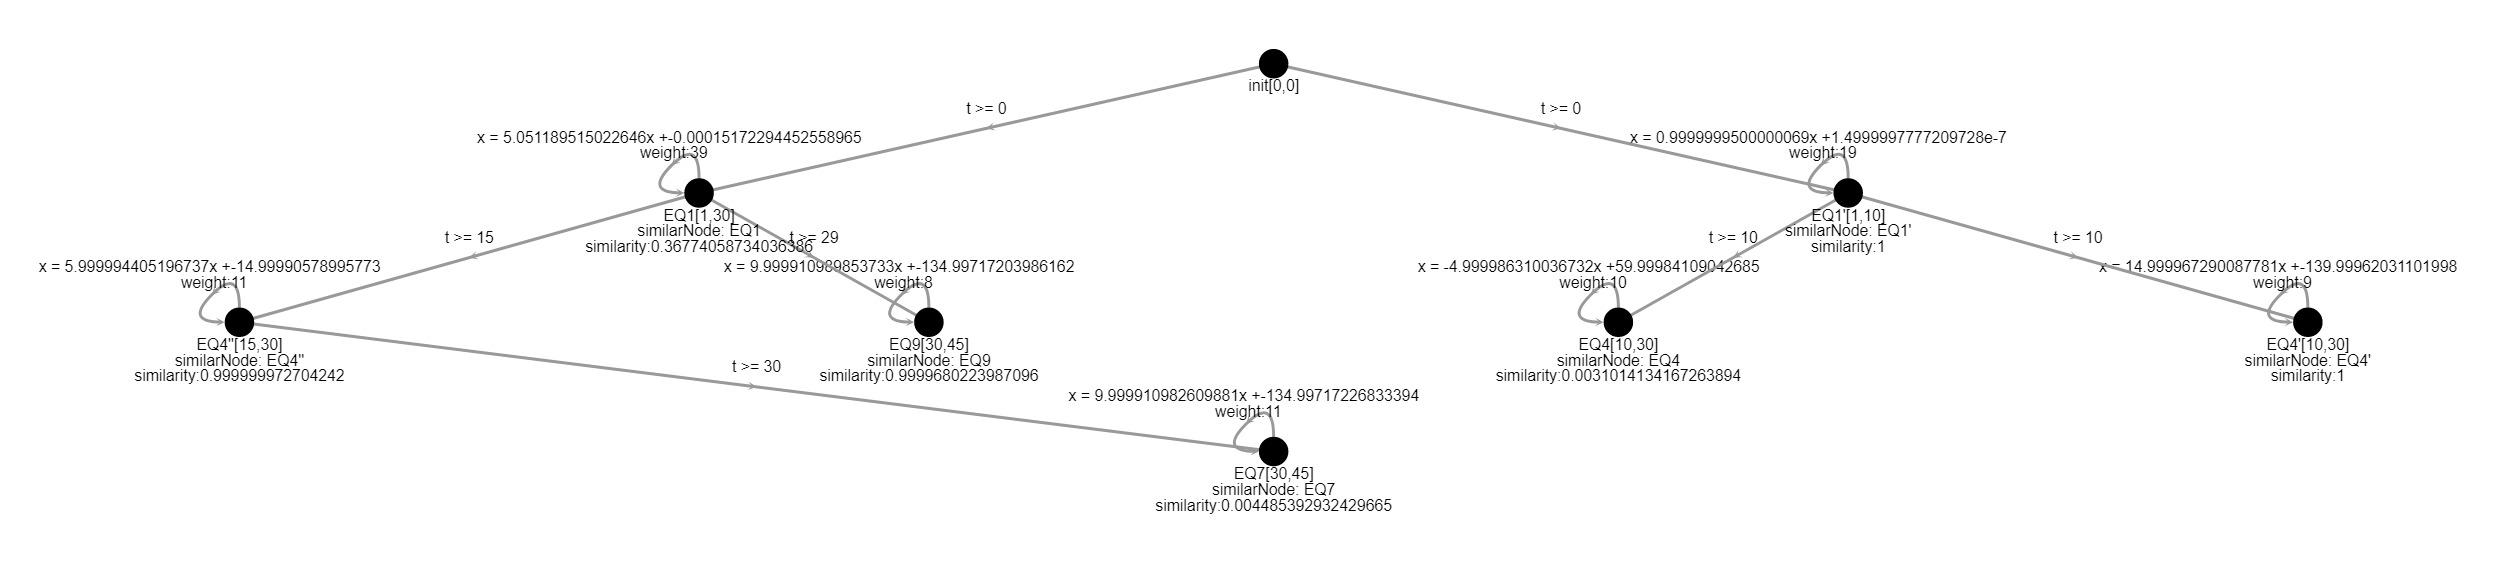 init[0,0]
t >= 0
t >= 0
x = 5.051189515022646x +-0.00015172294452558965
weight:39
x = 0.9999999500000069x +1.4999997777209728e-7
weight:19
EQ1[1,30]
similarNode: EQ1
similarity:0.36774058734036386
EQ1'[1,10]
similarNode: EQ1'
similarity:1
t >= 15
t >= 29
t >= 10
t >= 10
x = 5.999994405196737x +-14.99990578995773
weight:11
x = 9.999910989853733x +-134.99717203986162
weight:8
x = -4.999986310036732x +59.99984109042685
weight:10
x = 14.999967290087781x +-139.99962031101998
weight:9
EQ4"[15,30]
similarNode: EQ4"
similarity:0.999999972704242
EQ9[30,45]
similarNode: EQ9
similarity:0.9999680223987096
EQ4[10,30]
similarNode: EQ4
similarity:0.0031014134167263894
EQ4'[10,30]
similarNode: EQ4'
similarity:1
t >= 30
x = 9.999910982609881x +-134.99717226833394
weight:11
EQ7[30,45]
similarNode: EQ7
similarity:0.004485392932429665